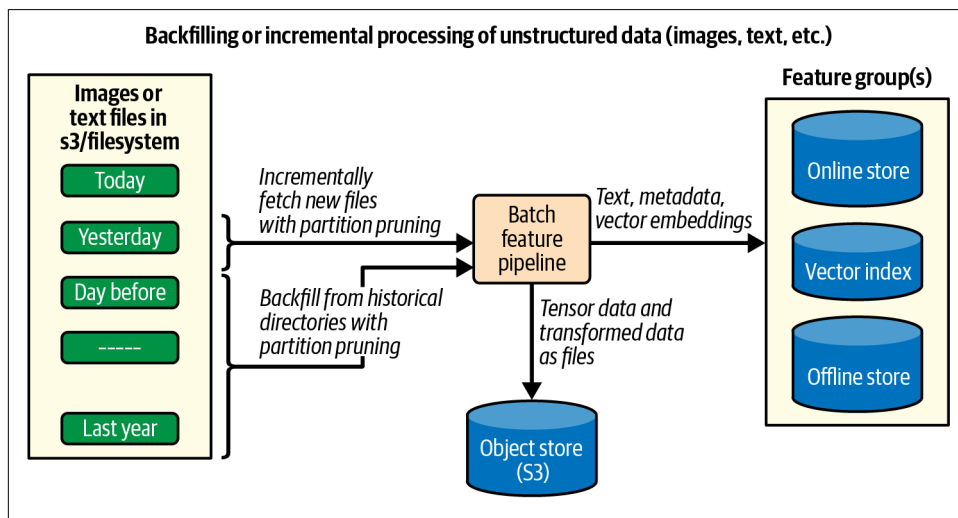 Backfilling or incremental processing of unstructured data (images, text, etc.)
Images or
text files in
s3/filesystem
Today
Yesterday
Day before
-----
Last year
Incrementally
fetch new files
with partition pruning
Backfill from historical
directories with
partition pruning
Batch
feature
pipeline
Text, metadata,
vector embeddings
Tensor data and
transformed data
as files
Object store
(S3)
Feature group(s)
Online store
Vector index
Offline store